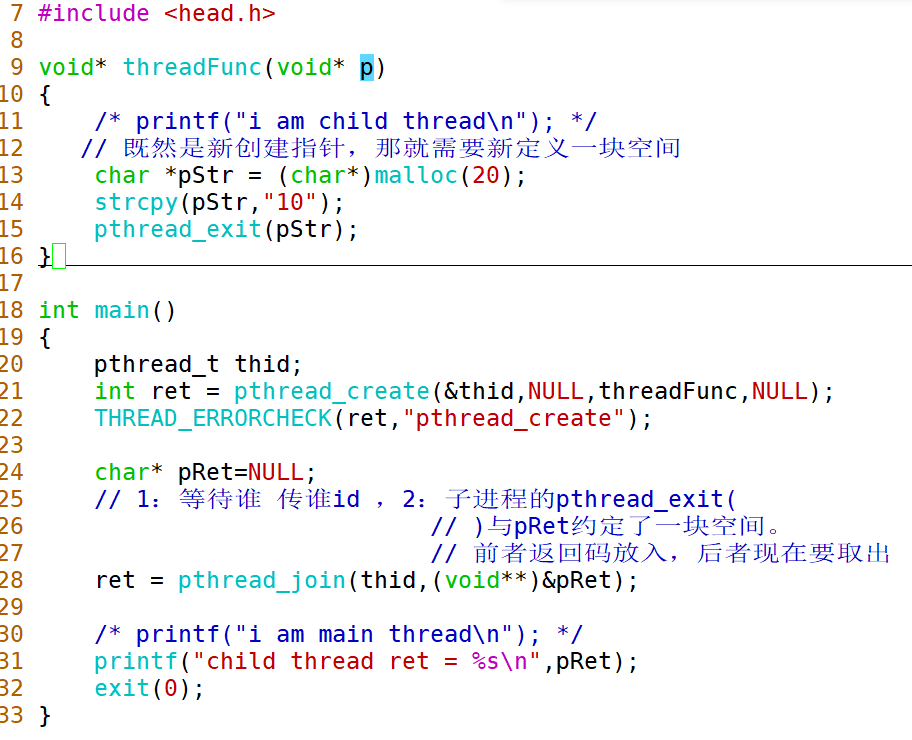 7 #include <head.h>
8
9 void* threadFunc(void* p)
10 {
11     /* printf("i am child thread\n"); */
12    // 既然是新创建指针，那就需要新定义一块空间
13     char *pStr = (char*)malloc(20);
14     strcpy(pStr,"10");
15     pthread_exit(pStr);
16 }
17
18 int main()
19 {
20     pthread_t thid;
21     int ret = pthread_create(&thid,NULL,threadFunc,NULL);
22     THREAD_ERRORCHECK(ret,"pthread_create");
23
24     char* pRet=NULL;
25     // 1：等待谁 传谁id ，2：子进程的pthread_exit(
26                             // )与pRet约定了一块空间。
27                             // 前者返回码放入，后者现在要取出
28     ret = pthread_join(thid,(void**)&pRet);
29
30     /* printf("i am main thread\n"); */
31     printf("child thread ret = %s\n",pRet);
32     exit(0);
33 }